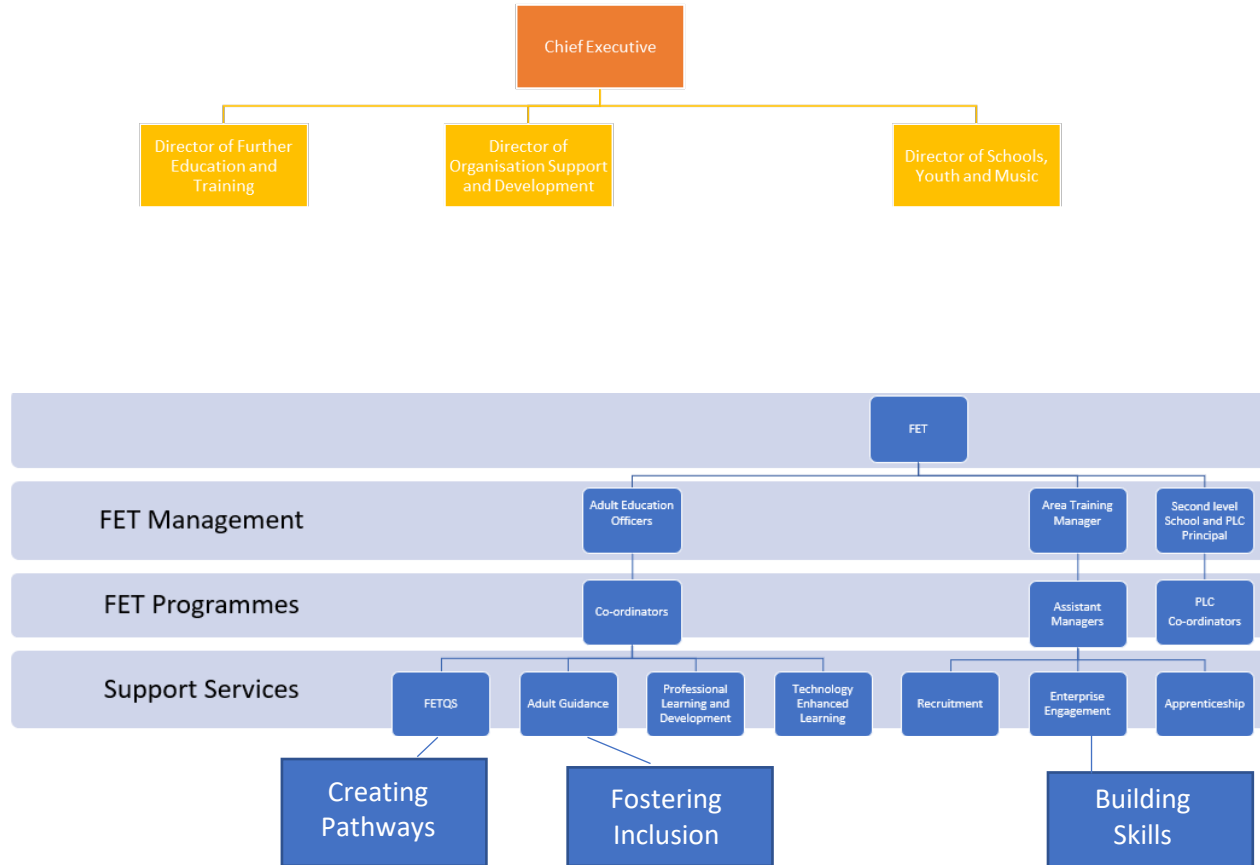 Chief Executive
Director of Further
Education and
Training
Director of
Organisation Support
and Development
Director of Schools,
Youth and Music
FET
FET Management
Adult Education
Officers
Area Training
Manager
Second level
School and PLC
Principal
FET Programmes
Co-ordinators
Assistant
Managers
PLC
Co-ordinators
Support Services
FETQS
Adult Guidance
Professional
Learning and
Development
Technology
Enhanced
Learning
Recruitment
Enterprise
Engagement
Apprenticeship
Creating
Pathways
Fostering
Inclusion
Building
Skills